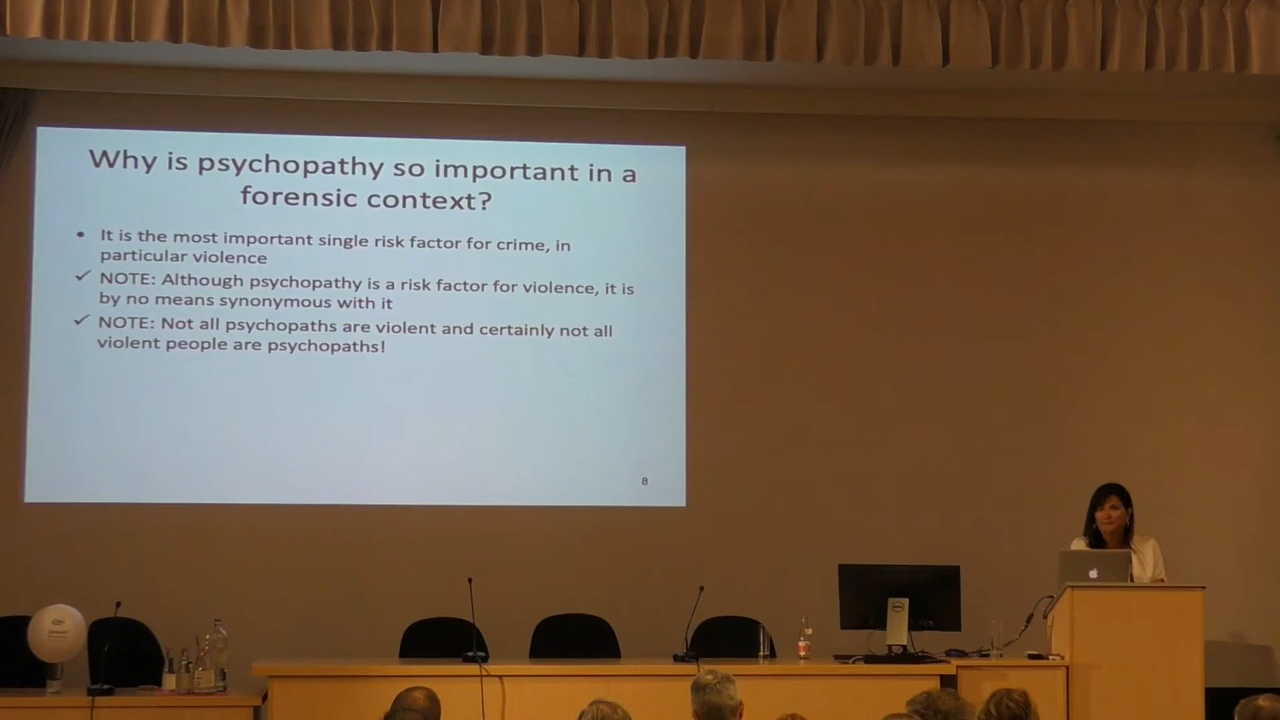 Why is psychopathy so important in a
forensic context?
• It is the most important single risk factor for crime, in
particular violence
✓ NOTE: Although psychopathy is a risk factor for violence, it is
by no means synonymous with it
✓ NOTE: Not all psychopaths are violent and certainly not all
violent people are psychopaths!
8
DELL